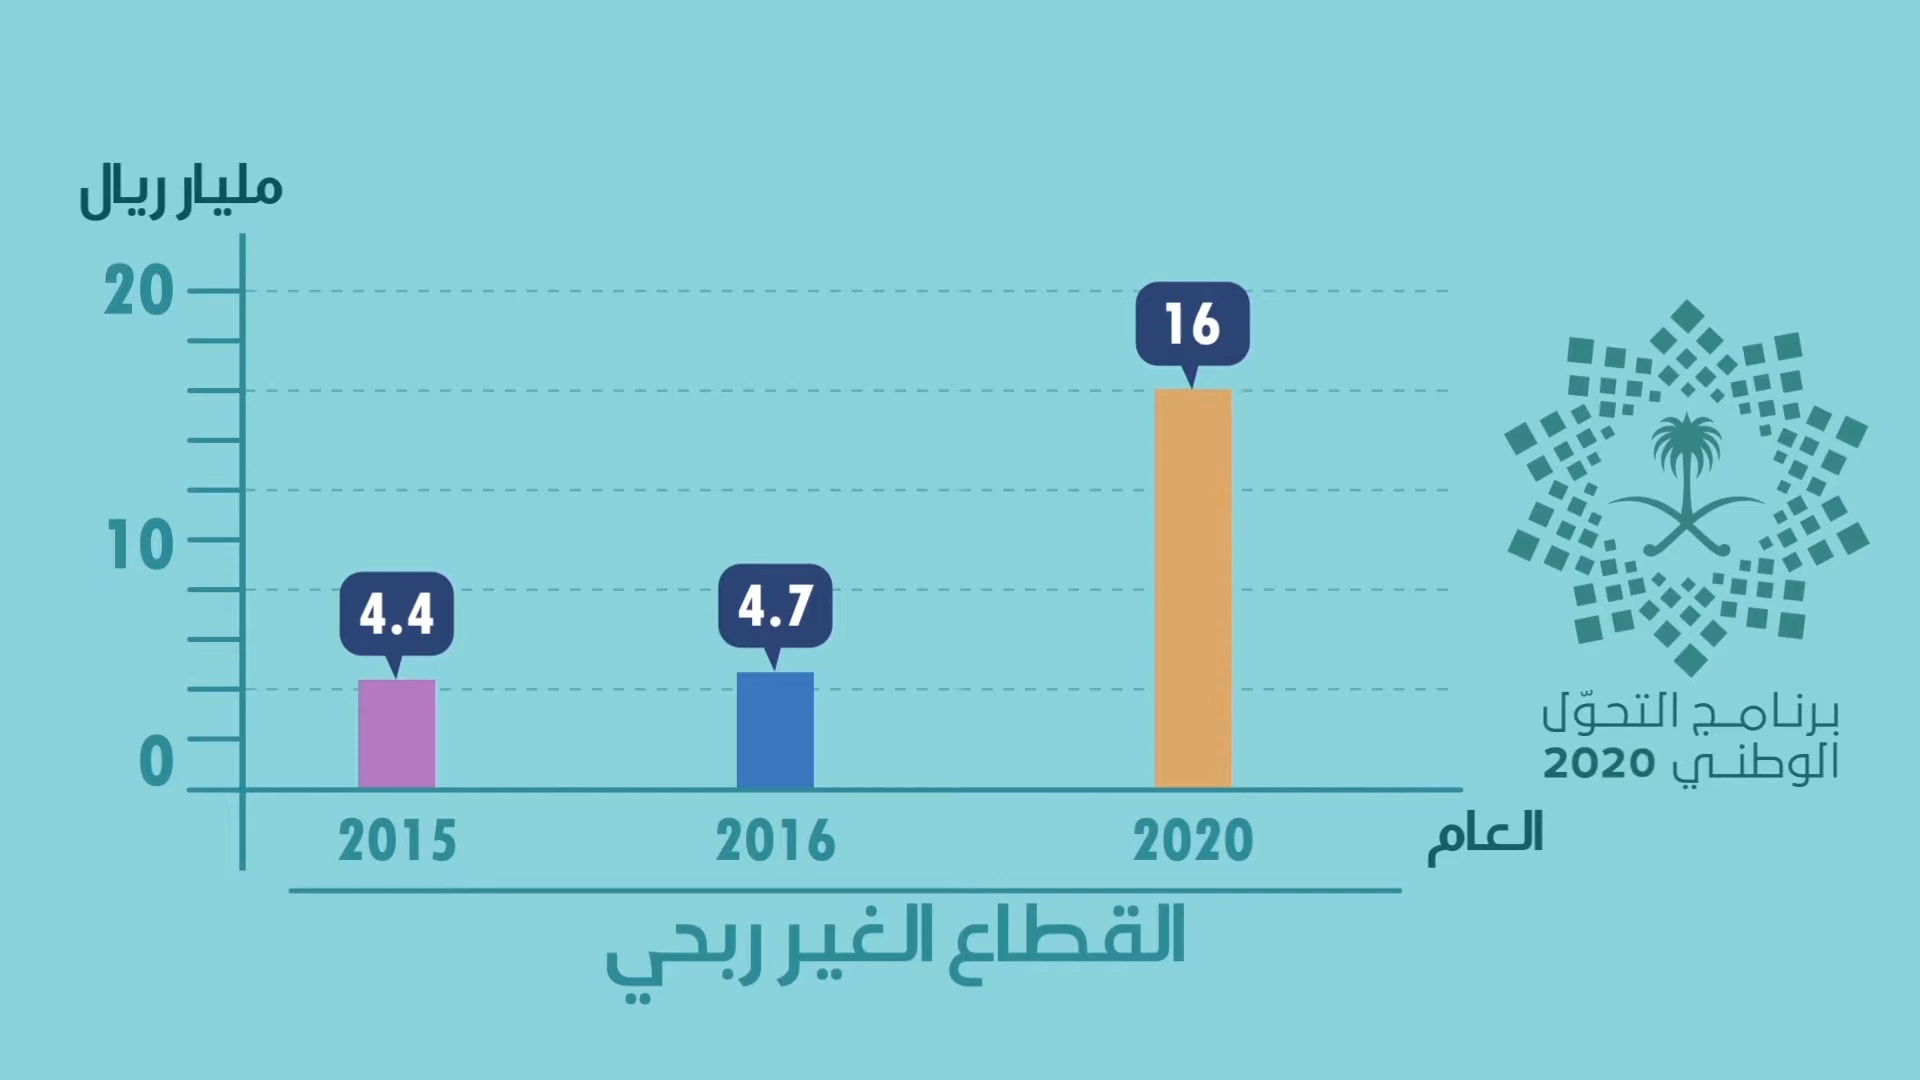 مليار ريال
20
10
0
4.4
4.7
16
2015
2016
2020
العام
القطاع الغير ربحي
برنامج التحوّل
الوطني 2020